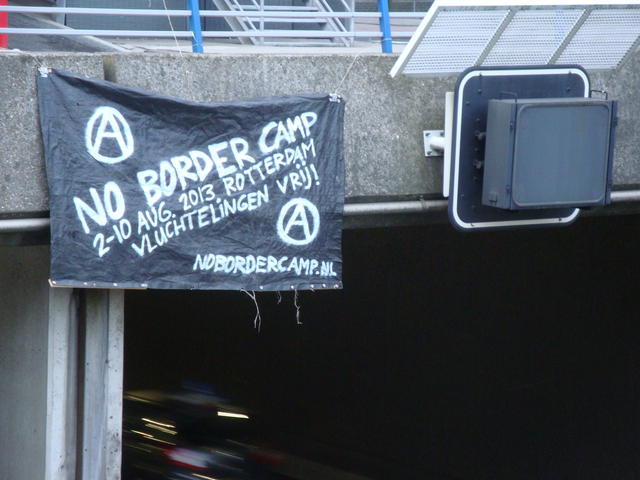 A
NO BORDER CAMP
2-10 AUG. 2013 ROTTERDAM
VLUCHTELINGEN VRIJ!
A
NOBORDERCAMP.NL